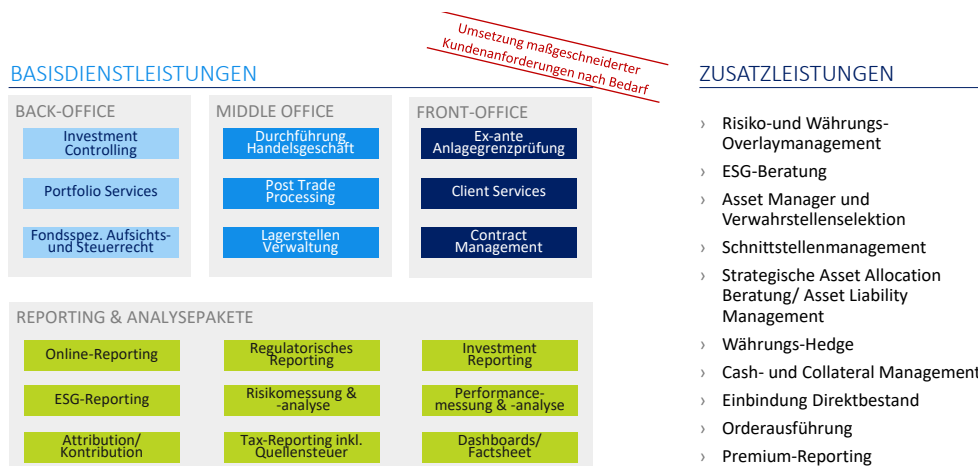 Umsetzung maßgeschneiderter
Kundenanforderungen nach Bedarf
BASISDIENSTLEISTUNGEN
BACK-OFFICE
Investment
Controlling
Portfolio Services
Fondsspez. Aufsichts-
und Steuerrecht
MIDDLE OFFICE
Durchführung
Handelsgeschäft
Post Trade
Processing
Lagerstellen
Verwaltung
FRONT-OFFICE
Ex-ante
Anlagegrenzprüfung
Client Services
Contract
Management
REPORTING & ANALYSEPAKETE
Online-Reporting
Regulatorisches
Reporting
Investment
Reporting
ESG-Reporting
Risikomessung &
-analyse
Performance-
messung & -analyse
Attribution/
Kontribution
Tax-Reporting inkl.
Quellensteuer
Dashboards/
Factsheet
ZUSATZLEISTUNGEN
› Risiko-und Währungs-
Overlaymanagement
› ESG-Beratung
› Asset Manager und
Verwahrstellenselektion
› Schnittstellenmanagement
› Strategische Asset Allocation
Beratung/ Asset Liability
Management
› Währungs-Hedge
› Cash- und Collateral Management
› Einbindung Direktbestand
› Orderausführung
› Premium-Reporting